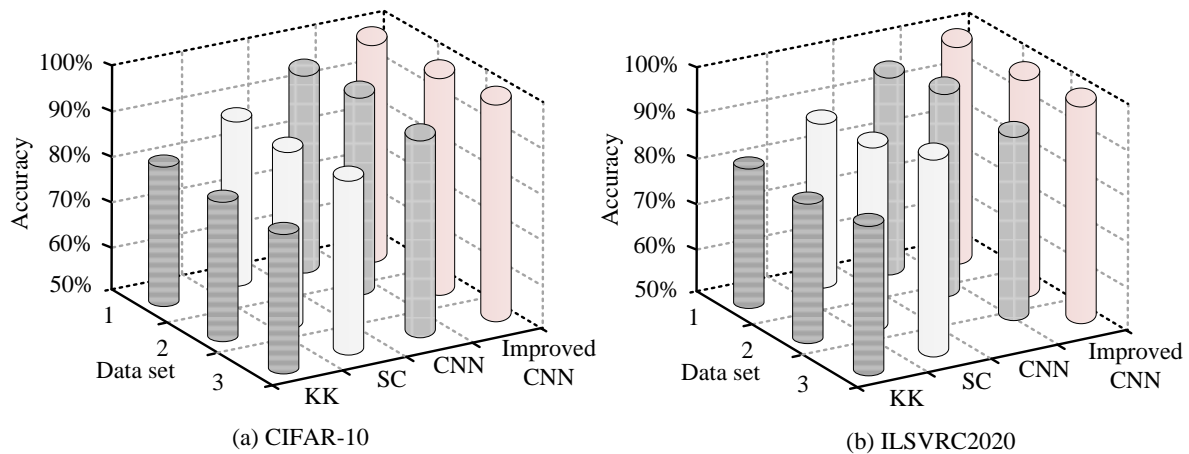 100%
90%
80%
70%
60%
50%
Accuracy
1
2
3
Data set
KK
SC
CNN
Improved
CNN
(a) CIFAR-10
100%
90%
80%
70%
60%
50%
Accuracy
1
2
3
Data set
KK
SC
CNN
Improved
CNN
(b) ILSVRC2020